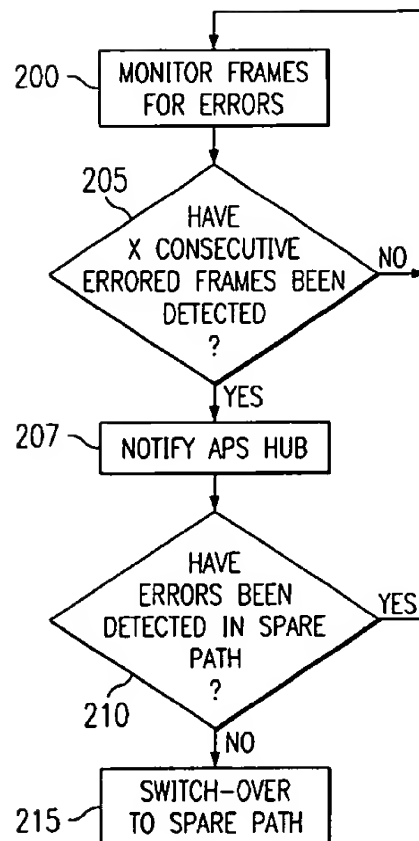 200
MONITOR FRAMES
FOR ERRORS
205
HAVE
X CONSECUTIVE
ERRORED FRAMES BEEN
DETECTED
?
NO
YES
207
NOTIFY APS HUB
HAVE
ERRORS BEEN
DETECTED IN SPARE
PATH
?
YES
210
NO
215
SWITCH-OVER
TO SPARE PATH